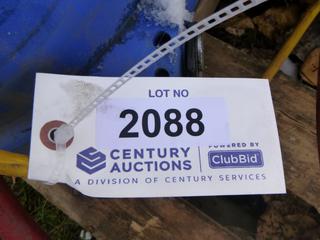 LOT NO
2088
CENTURY AUCTIONS
POWERED BY
ClubBid
A DIVISION OF CENTURY SERVICES